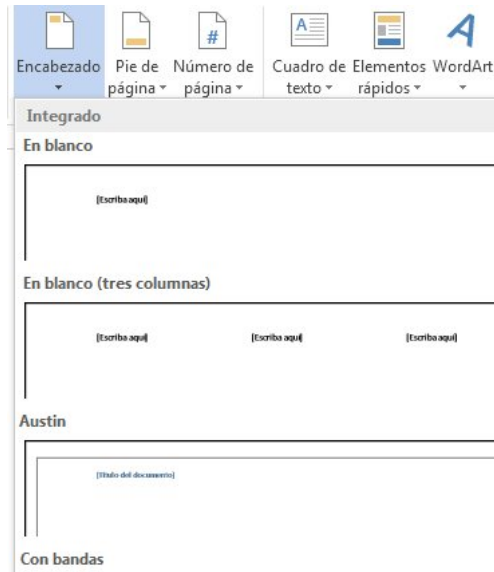 Encabezado Pie de Número de Cuadro de Elementos WordArt
página página texto rápidos
Integrado
En blanco
[Escriba aquí]
En blanco (tres columnas)
[Escriba aquí] [Escriba aquí] [Escriba aquí]
Austin
[Título del documento]
Con bandas